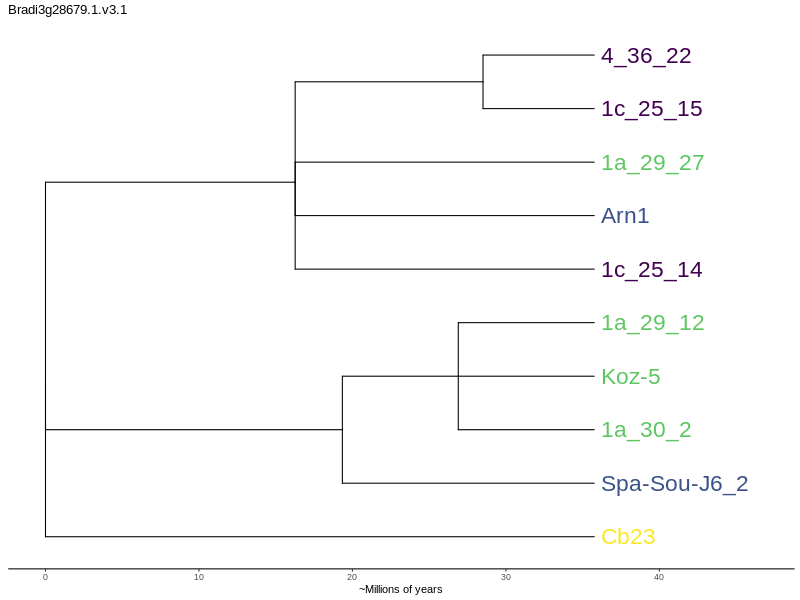 Bradi3g28679.1.v3.1
4_36_22
1c_25_15
1a_29_27
Arn1
1c_25_14
1a_29_12
Koz-5
1a_30_2
Spa-Sou-J6_2
Cb23
0 10 20 30 40
~Millions of years